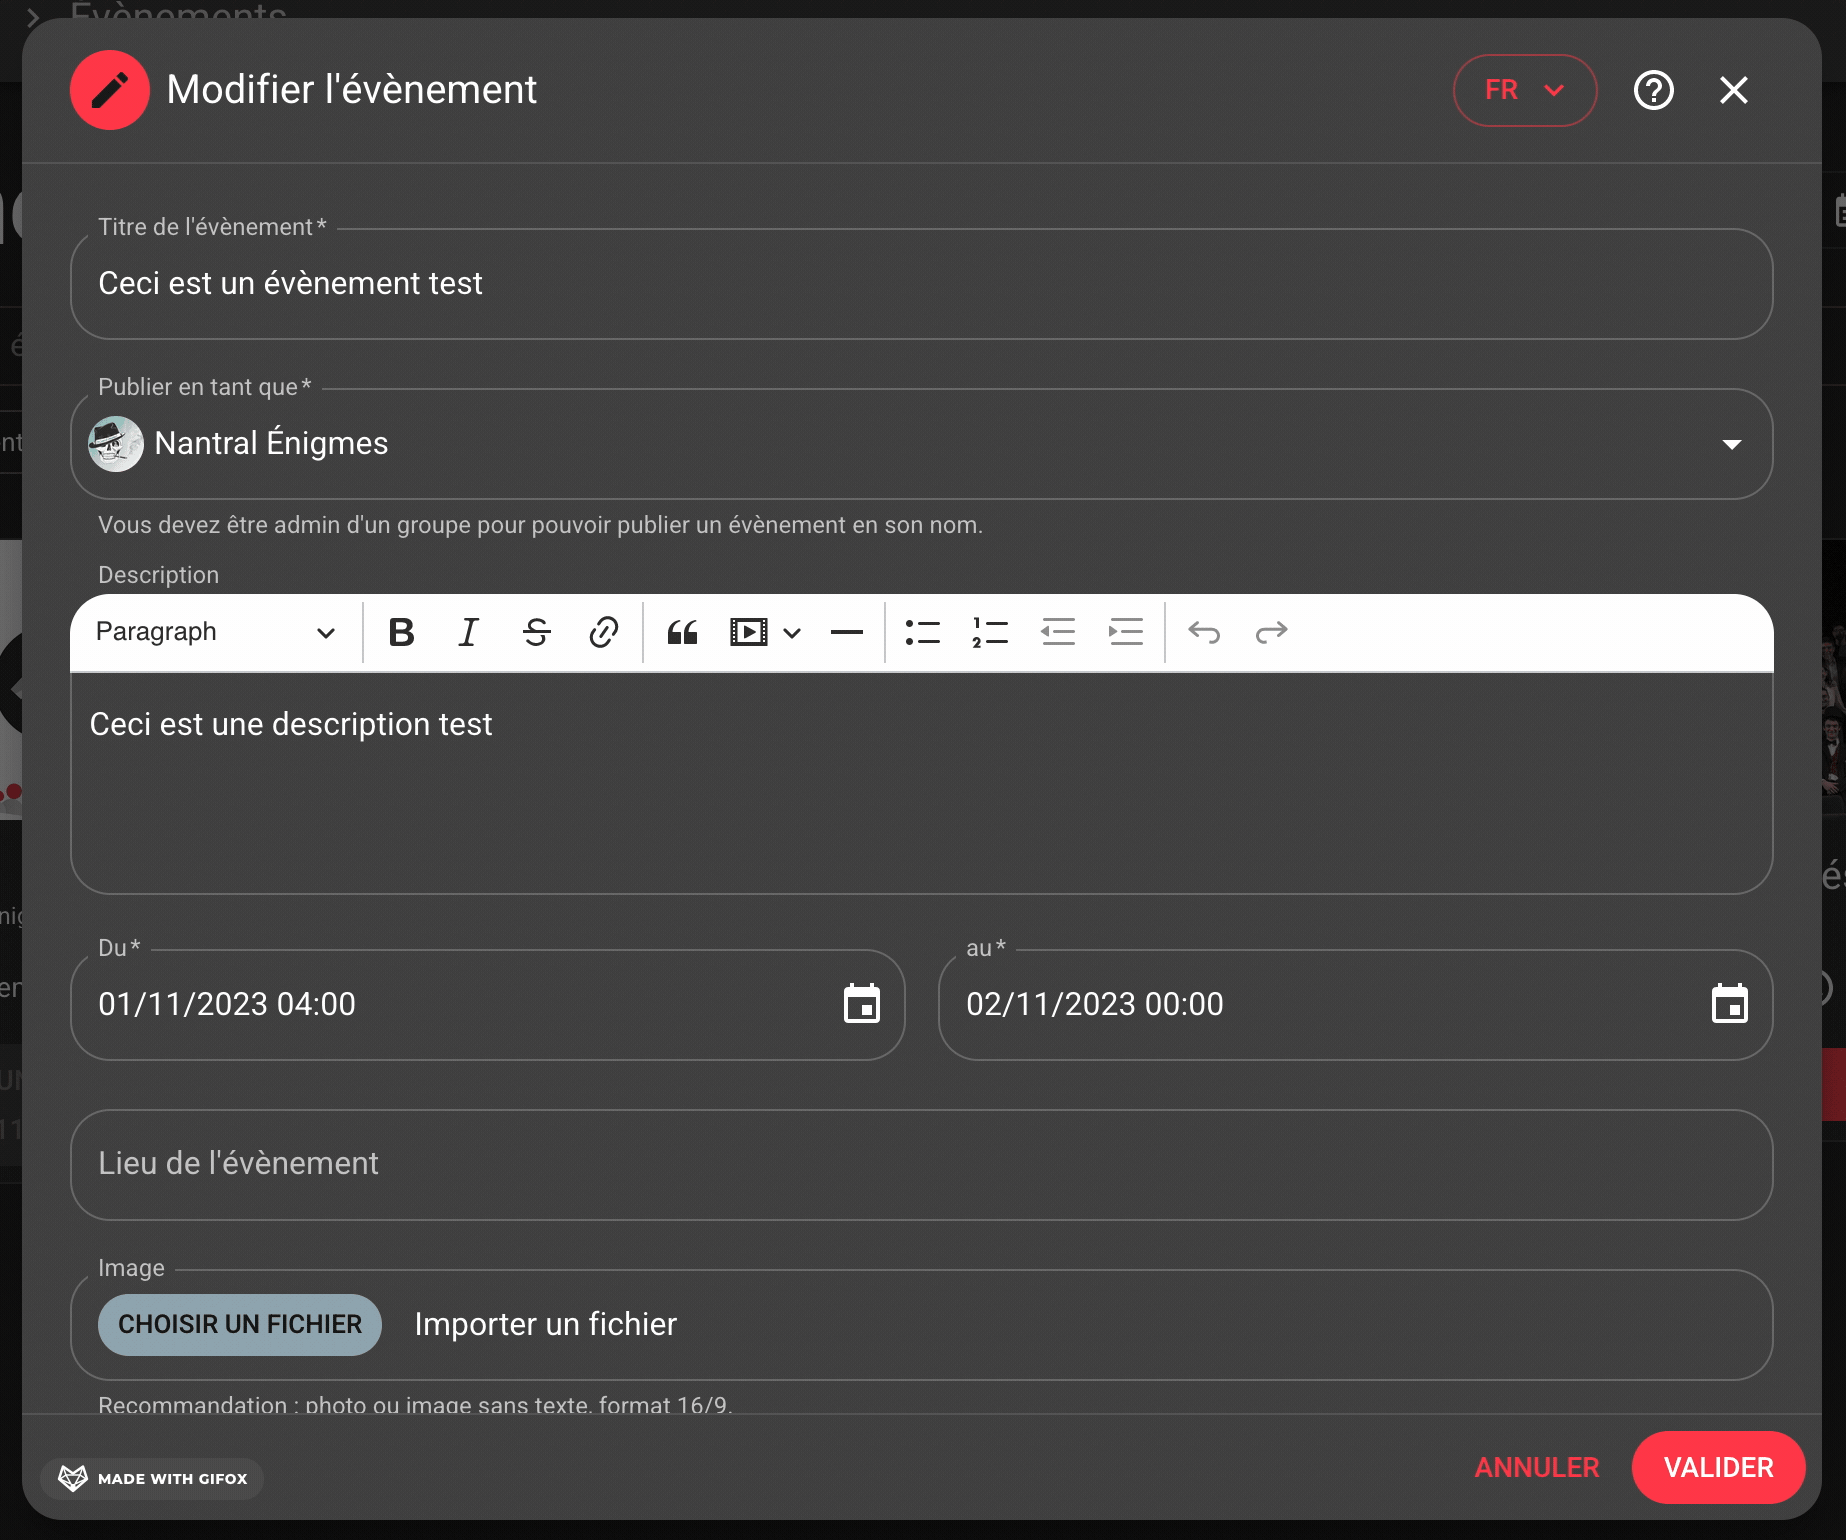 Evènements
Modifier l'évènement
FR
Titre de l'évènement*
Ceci est un évènement test
Publier en tant que*
Nantral Énigmes
Vous devez être admin d'un groupe pour pouvoir publier un évènement en son nom.
Description
Paragraph
Ceci est une description test
Du*
01/11/2023 04:00
au*
02/11/2023 00:00
Lieu de l'évènement
Image
CHOISIR UN FICHIER
Importer un fichier
Recommandation : photo ou image sans texte, format 16/9.
MADE WITH GIFOX
ANNULER
VALIDER